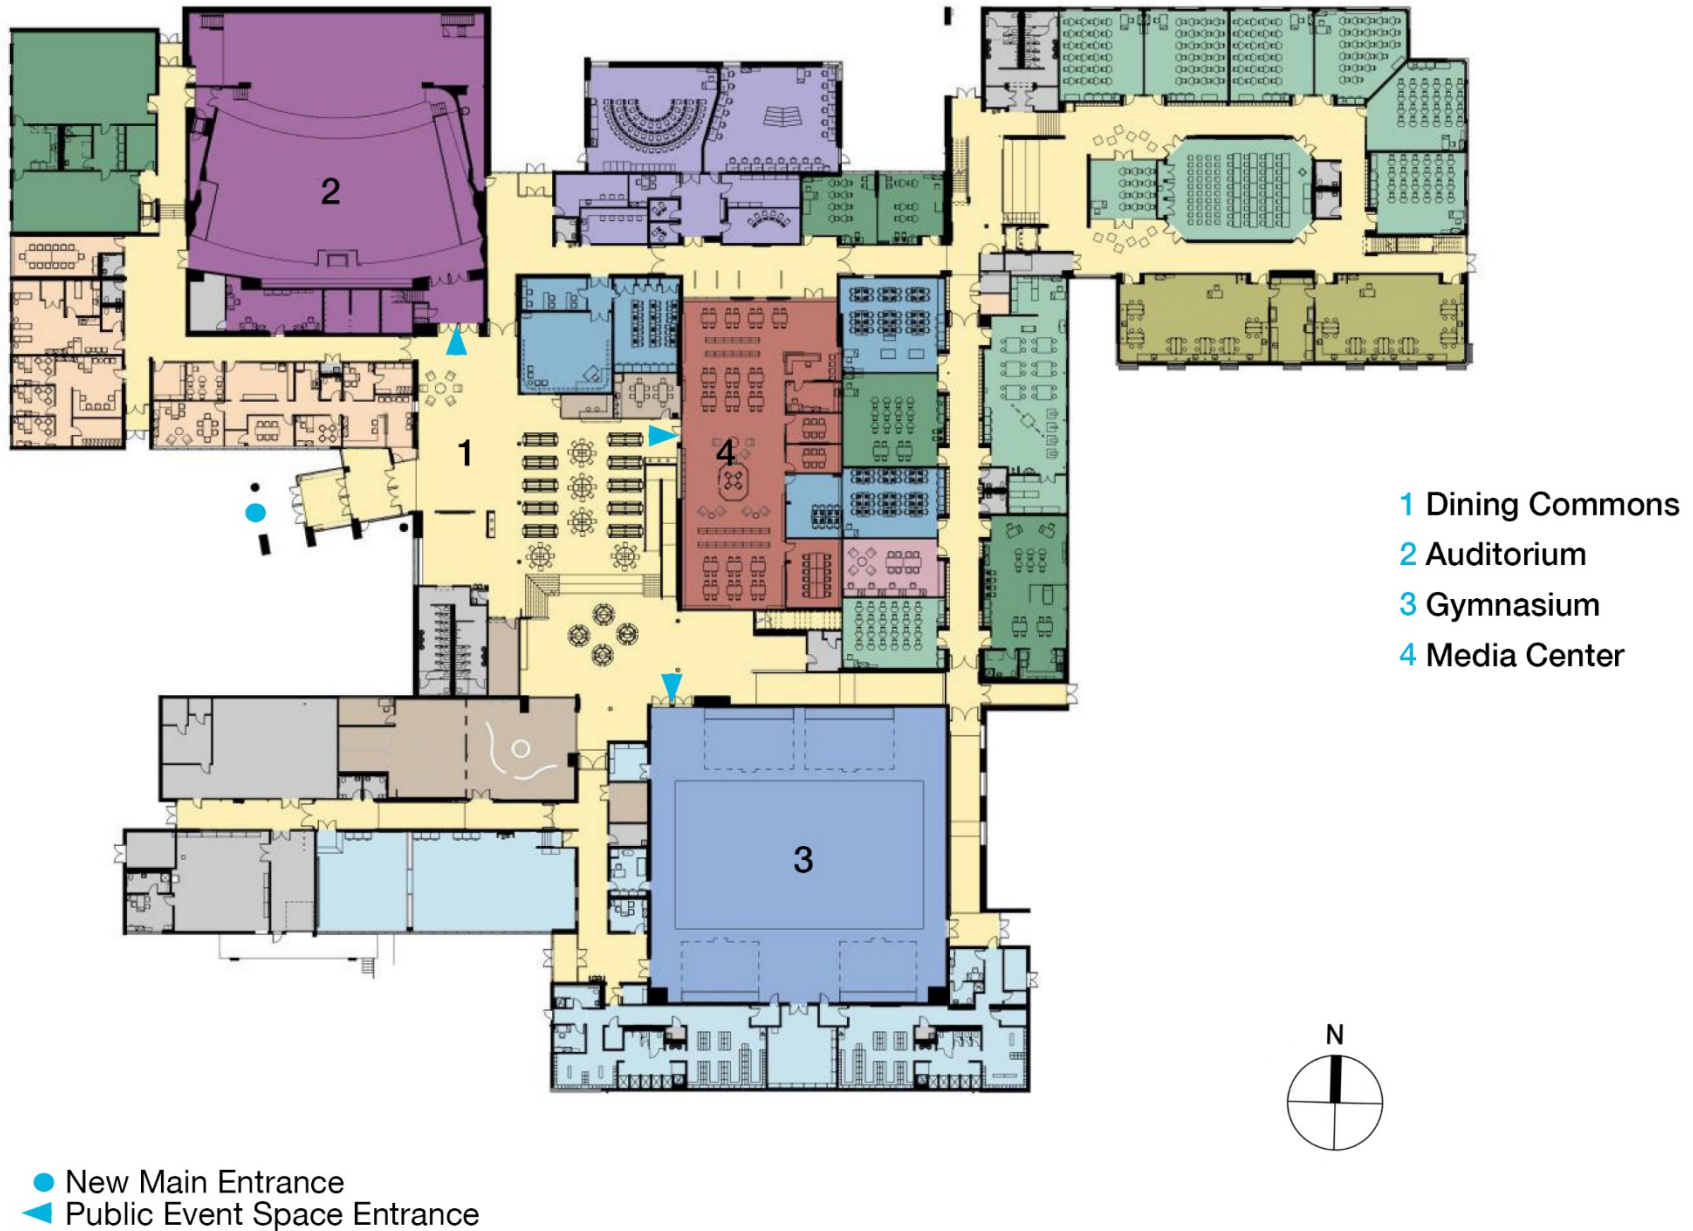 2
1
4
3
1 Dining Commons
2 Auditorium
3 Gymnasium
4 Media Center
N
New Main Entrance
Public Event Space Entrance